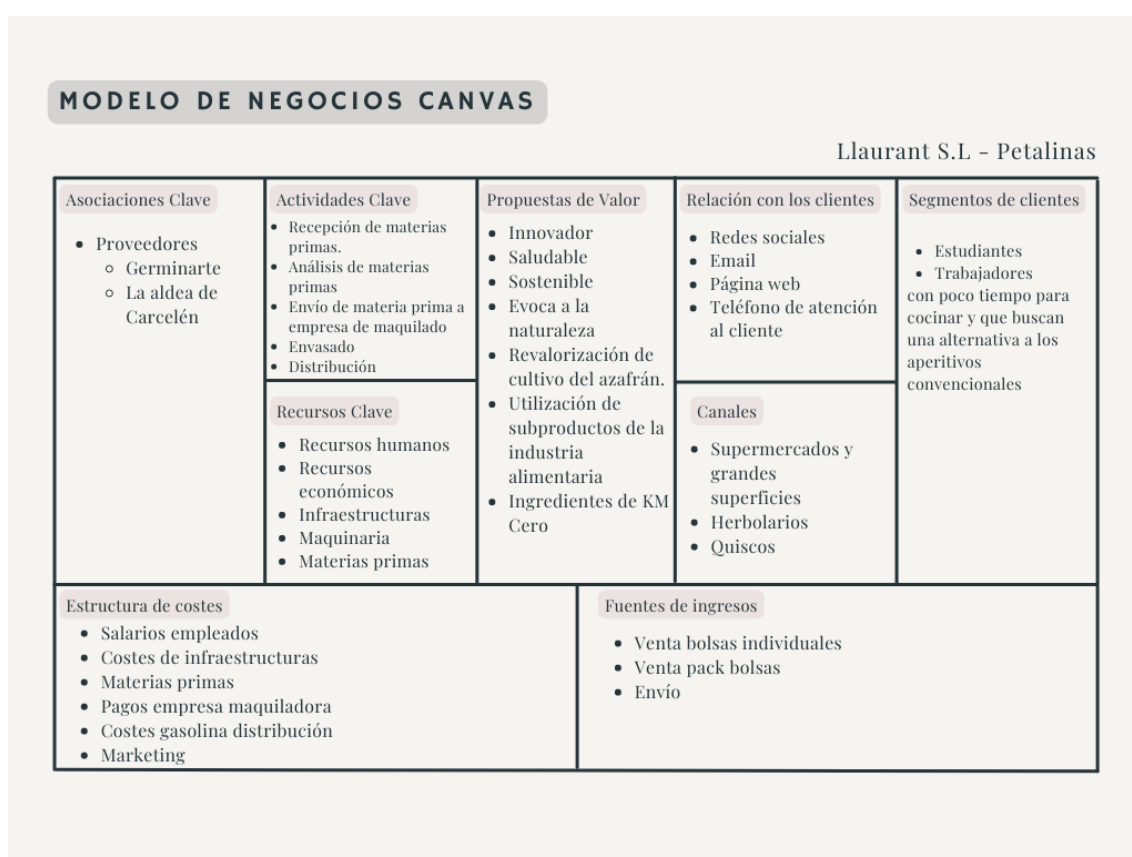 MODELO DE NEGOCIOS CANVAS
Llaurant S.L - Petalinas
Asociaciones Clave
• Proveedores
◦ Germinarte
◦ La aldea de
Carcelén
Actividades Clave
• Recepción de materias
primas.
• Análisis de materias
primas
• Envío de materia prima a
empresa de maquilado
• Envasado
• Distribución
Recursos Clave
• Recursos humanos
• Recursos
económicos
• Infraestructuras
• Maquinaria
• Materias primas
Propuestas de Valor
• Innovador
• Saludable
• Sostenible
• Evoca a la
naturaleza
• Revalorización de
cultivo del azafrán.
• Utilización de
subproductos de la
industria
alimentaria
• Ingredientes de KM
Cero
Relación con los clientes
• Redes sociales
• Email
• Página web
• Teléfono de atención
al cliente
Canales
• Supermercados y
grandes
superficies
• Herbolarios
• Quiscos
Segmentos de clientes
• Estudiantes
• Trabajadores
con poco tiempo para
cocinar y que buscan
una alternativa a los
aperitivos
convencionales
Estructura de costes
• Salarios empleados
• Costes de infraestructuras
• Materias primas
• Pagos empresa maquiladora
• Costes gasolina distribución
• Marketing
Fuentes de ingresos
• Venta bolsas individuales
• Venta pack bolsas
• Envío